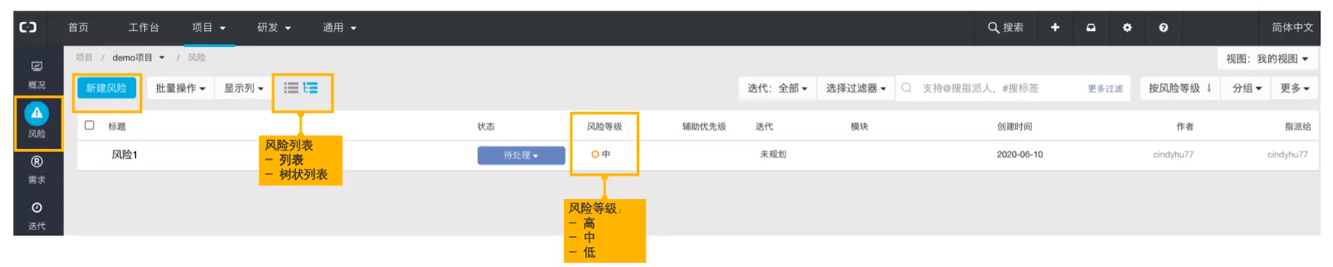 首页 工作台 项目 研发 通用 搜索 简体中文
项目 / demo项目 / 风险 视图：我的视图
概况
新建风险 批量操作 显示列 迭代：全部 选择过滤器 支持@搜指派人，#搜标签 更多过滤 按风险等级 分组 更多
风险
标题 状态 风险等级 辅助优先级 迭代 模块 创建时间 作者 指派给
风险1 待处理 中 未规划 2020-06-10 cindyhu77 cindyhu77
需求
迭代
风险列表
– 列表
– 树状列表
风险等级：
– 高
– 中
– 低